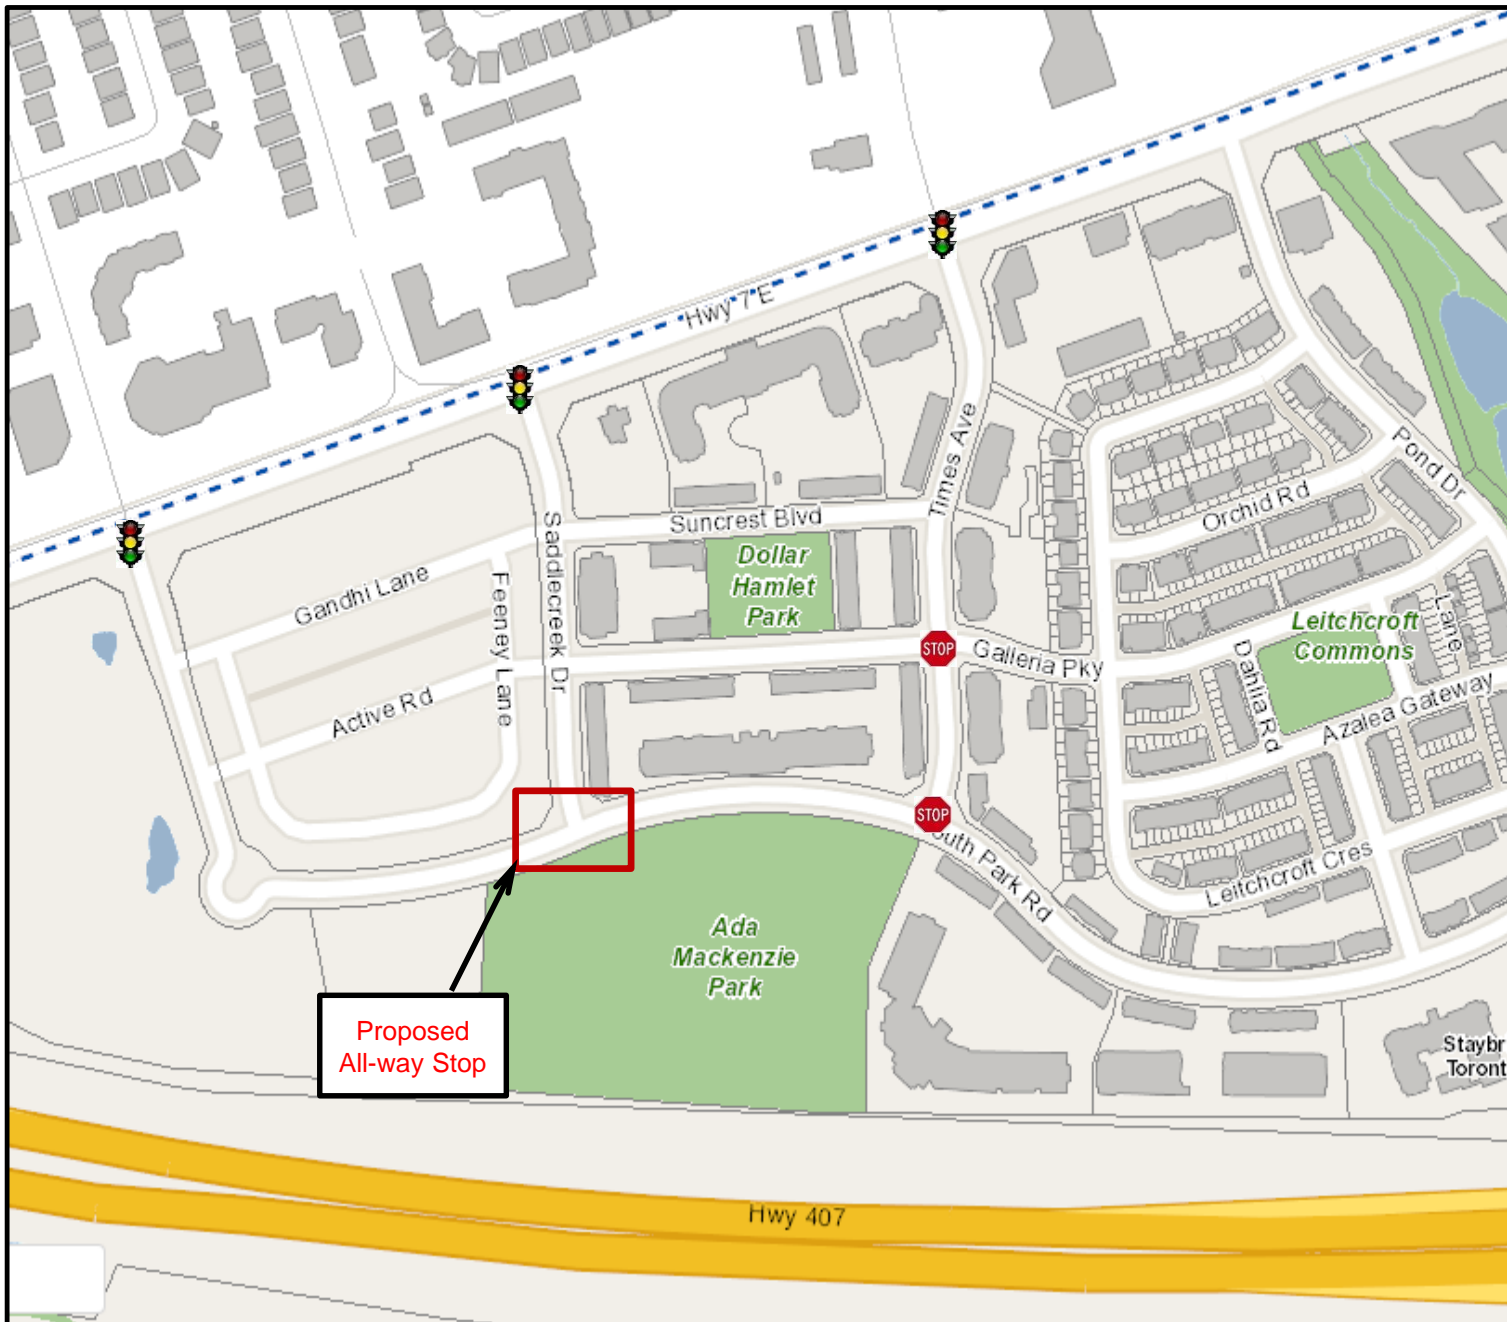 Hwy 7 E
Times Ave
Pond Dr
Orchid Rd
Suncrest Blvd
Saddlecreek Dr
Dollar
Hamlet
Park
Gandhi Lane
Feeney Lane
Active Rd
STOP
Galleria Pky
Leitchcroft
Commons
Lane
Dahlia Rd
Azalea Gateway
STOP
outh Park Rd
Leitchcroft Cres
Ada
Mackenzie
Park
Proposed
All-way Stop
Staybr
Toront
Hwy 407